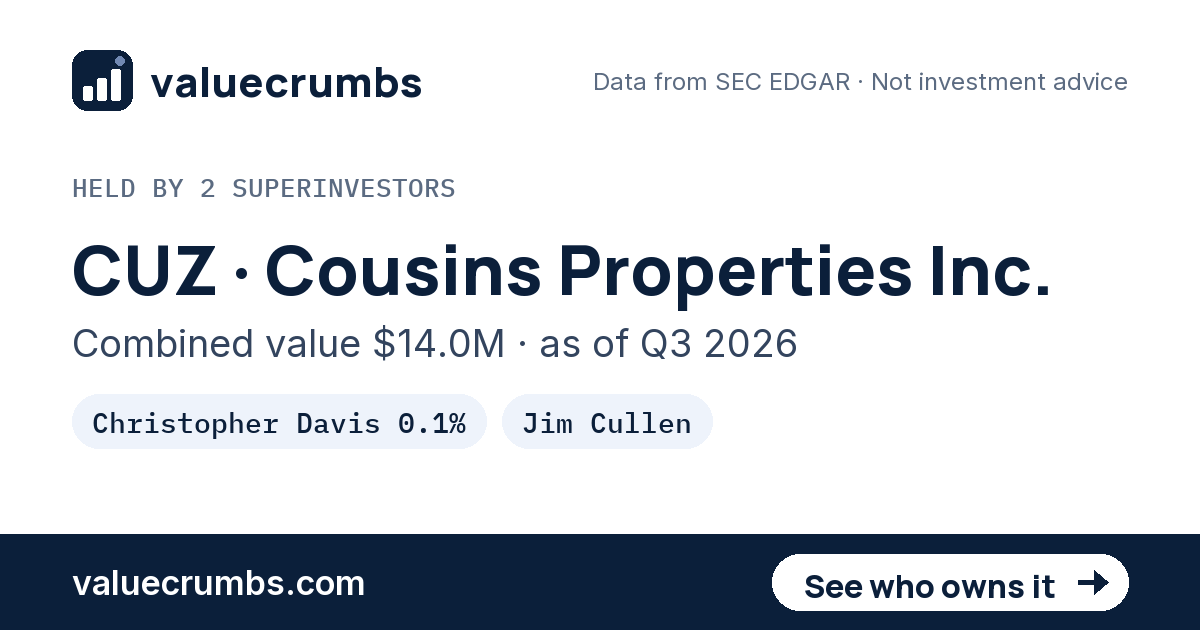 valuecrumbs
Data from SEC EDGAR · Not investment advice
HELD BY 2 SUPERINVESTORS
CUZ · Cousins Properties Inc.
Combined value $14.0M · as of Q3 2026
Christopher Davis 0.1%
Jim Cullen
valuecrumbs.com
See who owns it →